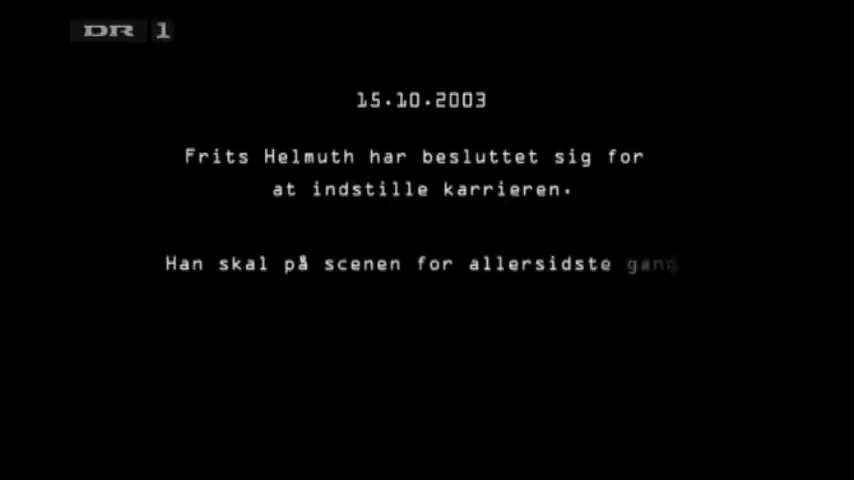 DR 1
15.10.2003
Frits Helmuth har besluttet sig for
at indstille karrieren.
Han skal på scenen for allersidste gang